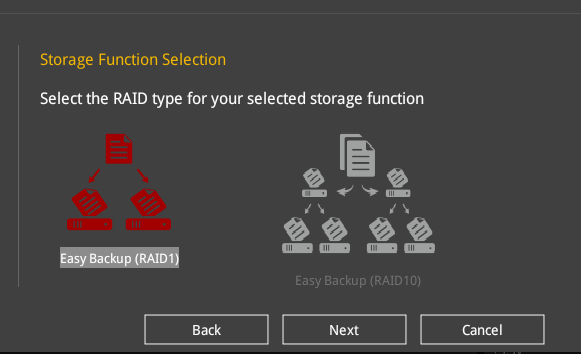 Storage Function Selection
Select the RAID type for your selected storage function
Easy Backup (RAID1)
Easy Backup (RAID10)
Back
Next
Cancel